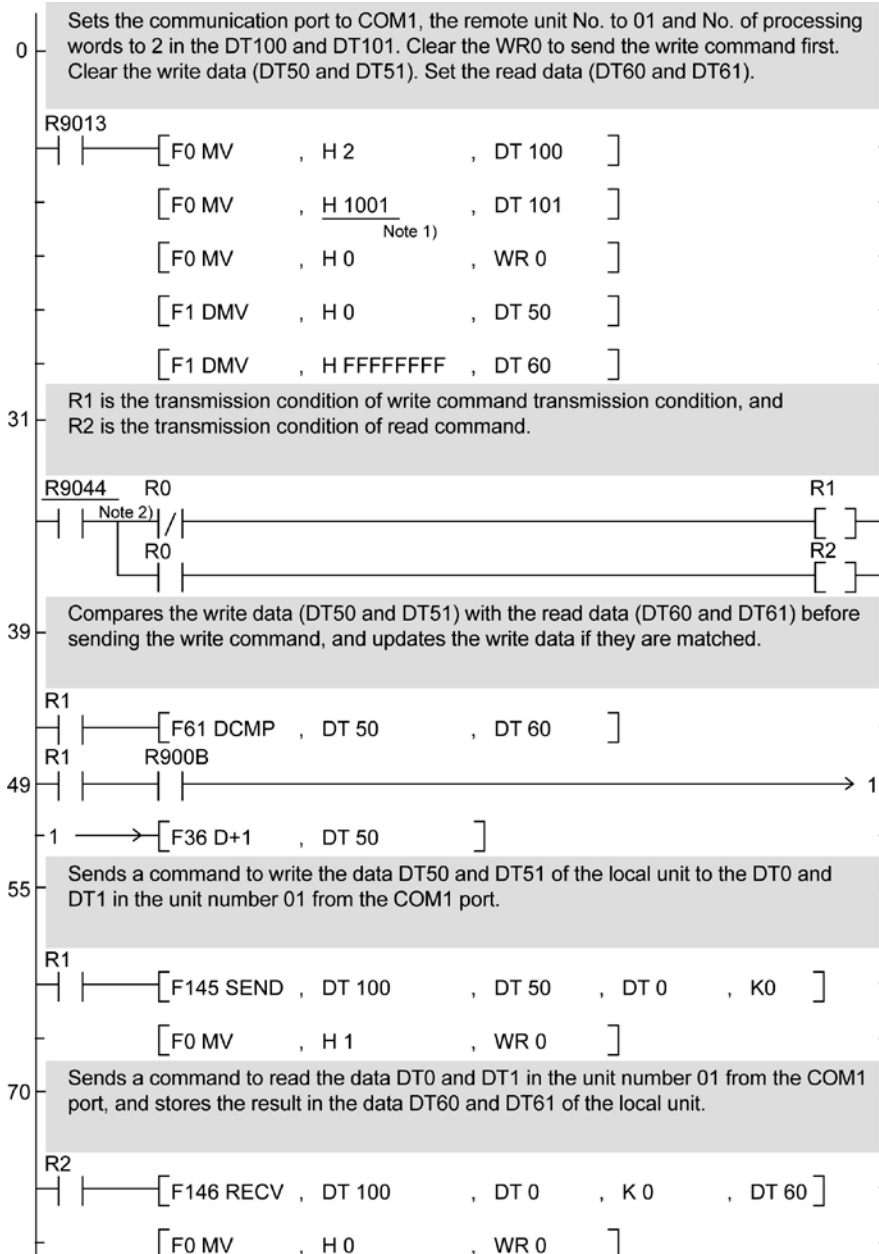 Sets the communication port to COM1, the remote unit No. to 01 and No. of processing
0
words to 2 in the DT100 and DT101. Clear the WR0 to send the write command first.
Clear the write data (DT50 and DT51). Set the read data (DT60 and DT61).
R9013
F0 MV , H 2 , DT 100
F0 MV , H 1001 , DT 101
Note 1)
F0 MV , H 0 , WR 0
F1 DMV , H 0 , DT 50
F1 DMV , H FFFFFFFF , DT 60
R1 is the transmission condition of write command transmission condition, and
31
R2 is the transmission condition of read command.
R9044 R0 R1
Note 2)
R0 R2
Compares the write data (DT50 and DT51) with the read data (DT60 and DT61) before
39
sending the write command, and updates the write data if they are matched.
R1
F61 DCMP , DT 50 , DT 60
R1 R900B
49 1
1 F36 D+1 , DT 50
Sends a command to write the data DT50 and DT51 of the local unit to the DT0 and
55
DT1 in the unit number 01 from the COM1 port.
R1
F145 SEND , DT 100 , DT 50 , DT 0 , K0
F0 MV , H 1 , WR 0
Sends a command to read the data DT0 and DT1 in the unit number 01 from the COM1
70
port, and stores the result in the data DT60 and DT61 of the local unit.
R2
F146 RECV , DT 100 , DT 0 , K 0 , DT 60
F0 MV , H 0 , WR 0